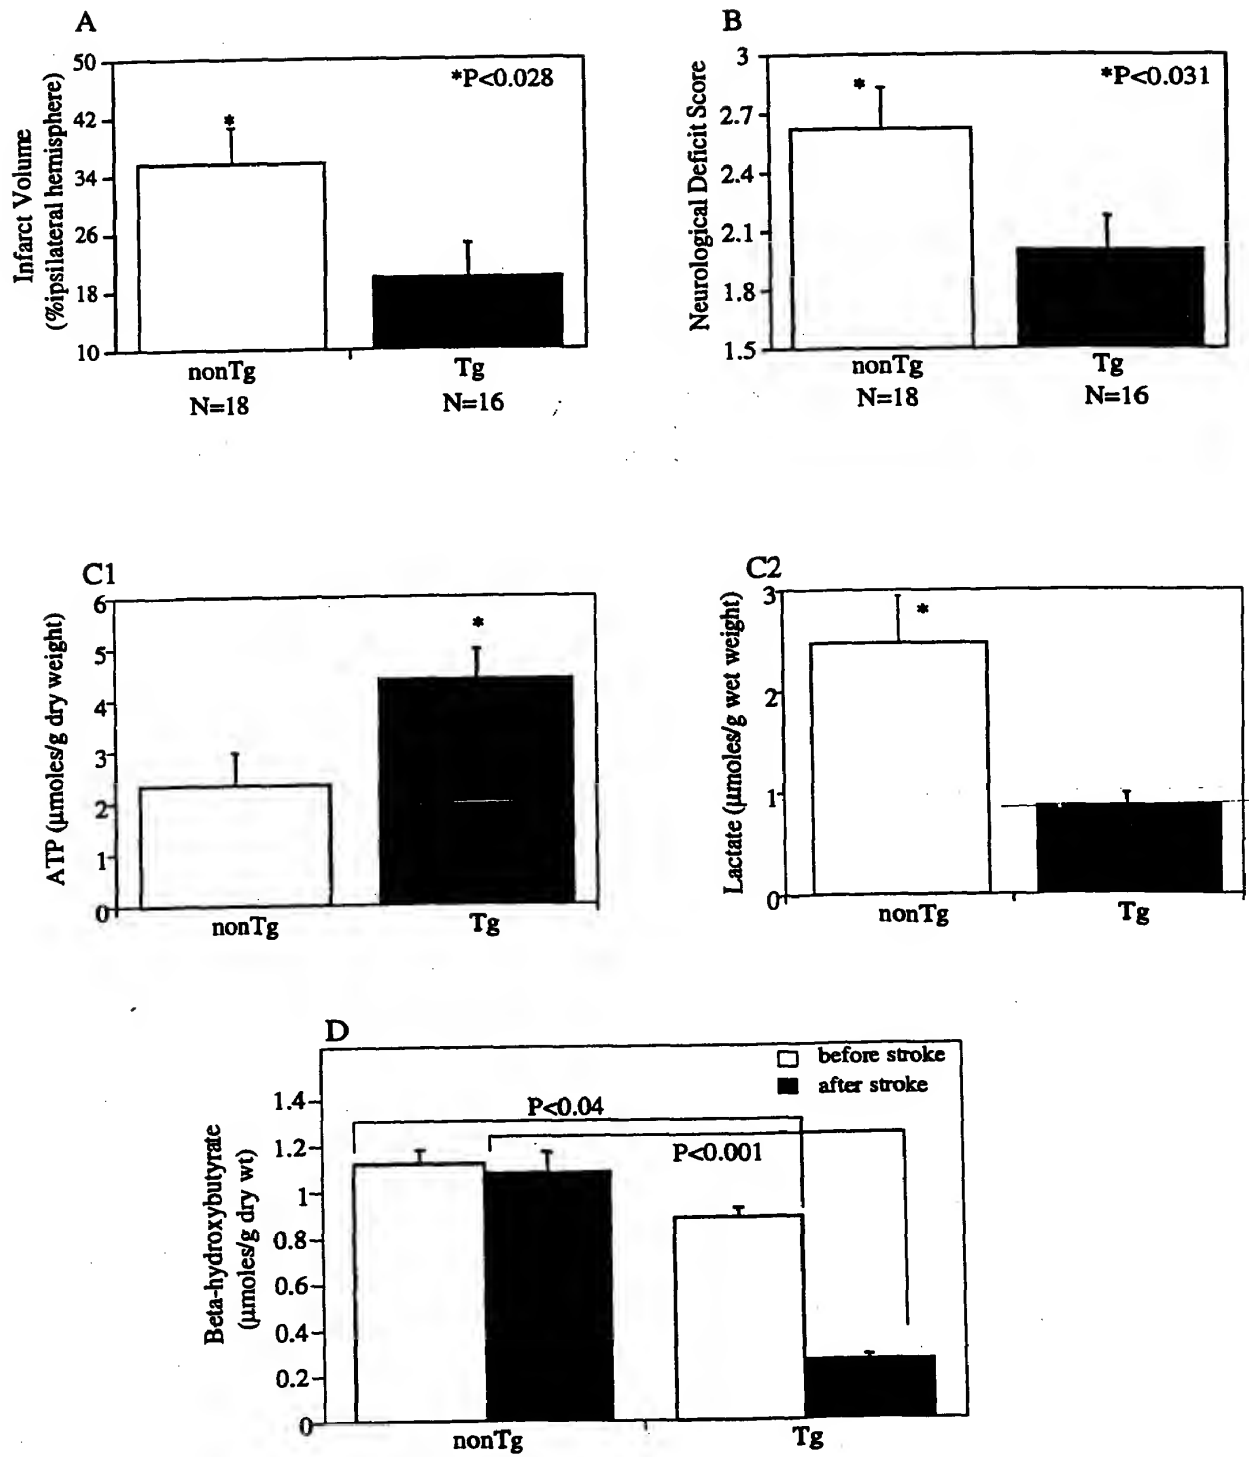 A
50
42
34
26
18
10
Infarct Volume
(%ipsilateral hemisphere)
*P<0.028
*
nonTg
Tg
N=18
N=16
B
3
2.7
2.4
2.1
1.8
1.5
Neurological Deficit Score
*P<0.031
*
nonTg
Tg
N=18
N=16
C1
6
5
4
3
2
1
0
ATP (μmoles/g dry weight)
*
nonTg
Tg
C2
3
2
1
0
Lactate (μmoles/g wet weight)
*
nonTg
Tg
D
before stroke
after stroke
1.4
1.2
1
0.8
0.6
0.4
0.2
0
Beta-hydroxybutyrate
(μmoles/g dry wt)
P<0.04
P<0.001
nonTg
Tg